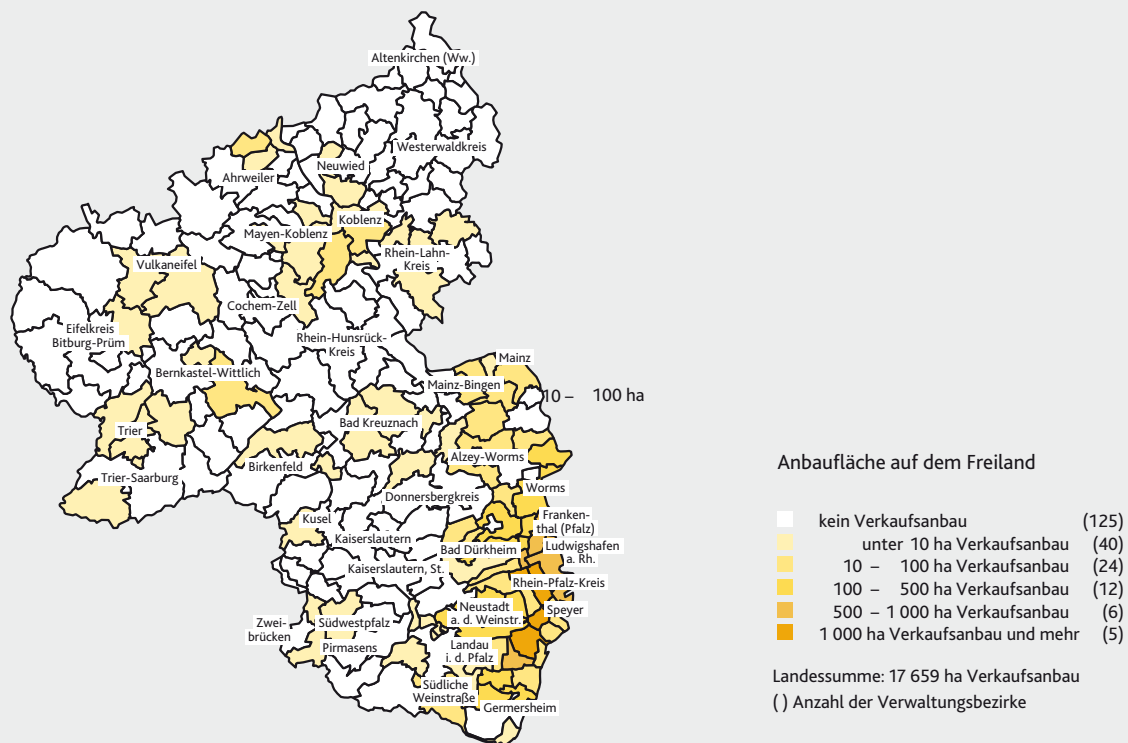 Altenkirchen (Ww.)
Westerwaldkreis
Neuwied
Ahrweiler
Koblenz
Mayen-Koblenz
Rhein-Lahn-
Kreis
Vulkaneifel
Cochem-Zell
Eifelkreis
Bitburg-Prüm
Rhein-Hunsrück-
Kreis
Mainz
Bernkastel-Wittlich
Mainz-Bingen
10 – 100 ha
Bad Kreuznach
Trier
Alzey-Worms
Birkenfeld
Trier-Saarburg
Worms
Donnersbergkreis
Kusel
Franken-
thal (Pfalz)
Kaiserslautern
Ludwigshafen
a. Rh.
Bad Dürkheim
Kaiserslautern, St.
Rhein-Pfalz-Kreis
Neustadt
a. d. Weinstr.
Speyer
Zwei-
brücken
Südwestpfalz
Pirmasens
Landau
i. d. Pfalz
Südliche
Weinstraße
Germersheim
Anbaufläche auf dem Freiland
kein Verkaufsanbau (125)
unter 10 ha Verkaufsanbau (40)
10 – 100 ha Verkaufsanbau (24)
100 – 500 ha Verkaufsanbau (12)
500 – 1 000 ha Verkaufsanbau (6)
1 000 ha Verkaufsanbau und mehr (5)
Landessumme: 17 659 ha Verkaufsanbau
( ) Anzahl der Verwaltungsbezirke